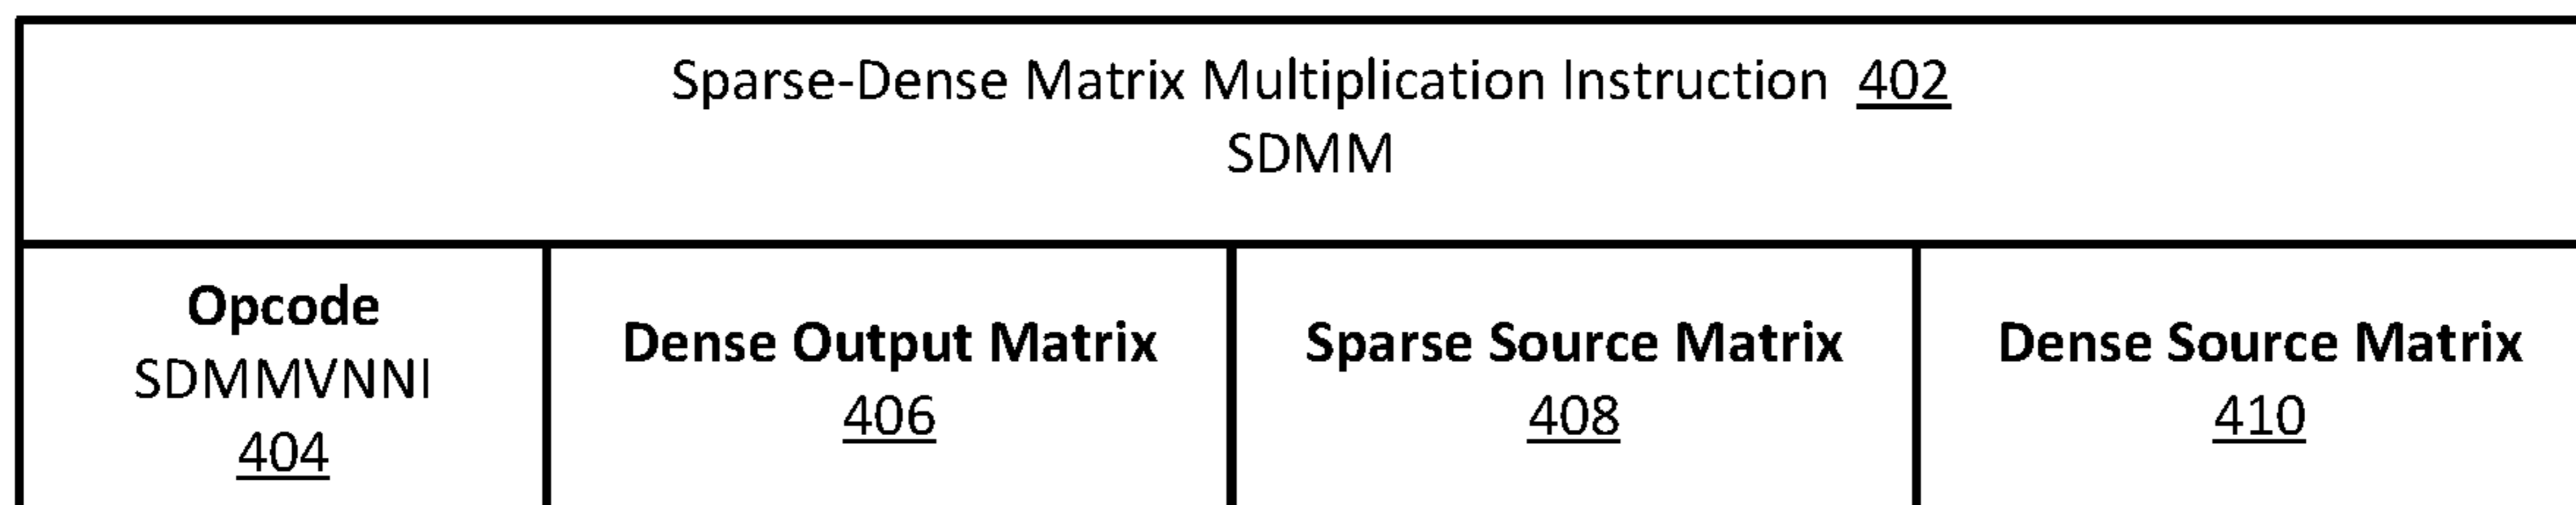 Sparse-Dense Matrix Multiplication Instruction 402
SDMM
Opcode
SDMMVNNI
404
Dense Output Matrix
406
Sparse Source Matrix
408
Dense Source Matrix
410